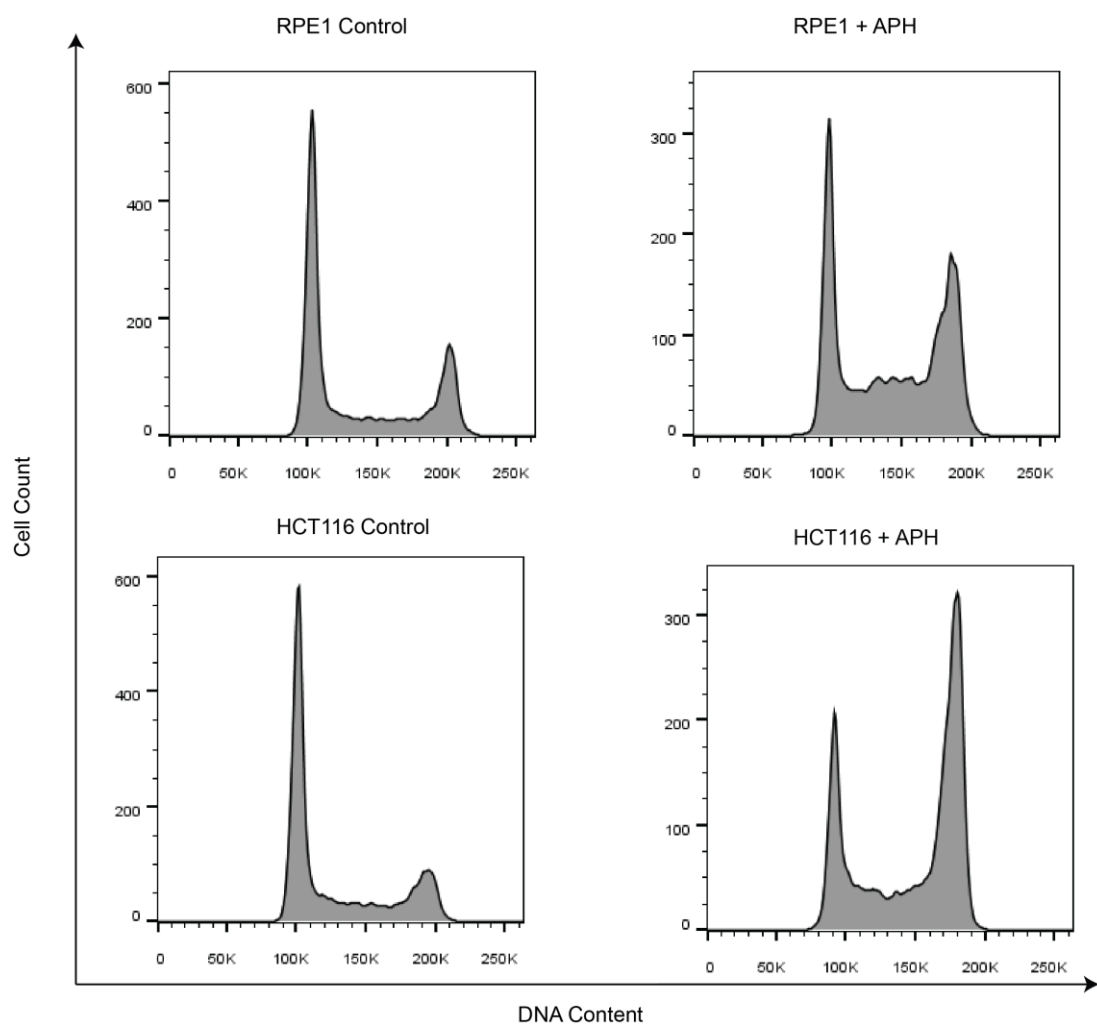 RPE1 Control
RPE1 + APH
600
400
200
0
0 50K 100K 150K 200K 250K
300
200
100
0
0 50K 100K 150K 200K 250K
Cell Count
HCT116 Control
HCT116 + APH
600
400
200
0
0 50K 100K 150K 200K 250K
300
200
100
0
0 50K 100K 150K 200K 250K
DNA Content